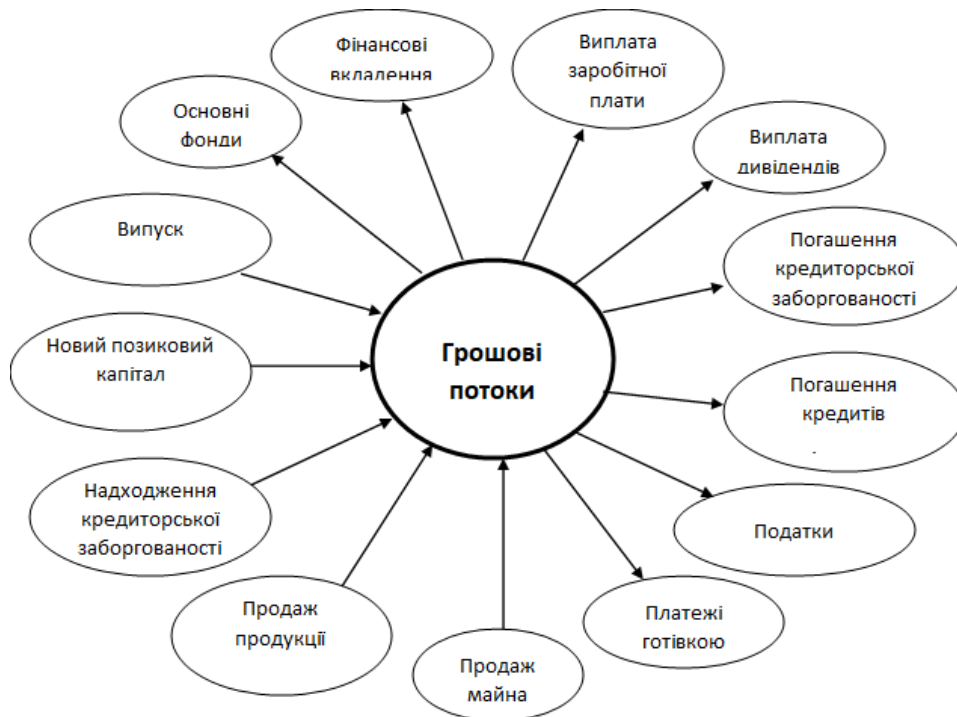 Фінансові
вкладення
Виплата
заробітної
плати
Основні
фонди
Виплата
дивідендів
Випуск
Погашення
кредиторської
заборгованості
Новий позиковий
капітал
Грошові
потоки
Погашення
кредитів
Надходження
кредиторської
заборгованості
Податки
Продаж
продукції
Платежі
готівкою
Продаж
майна